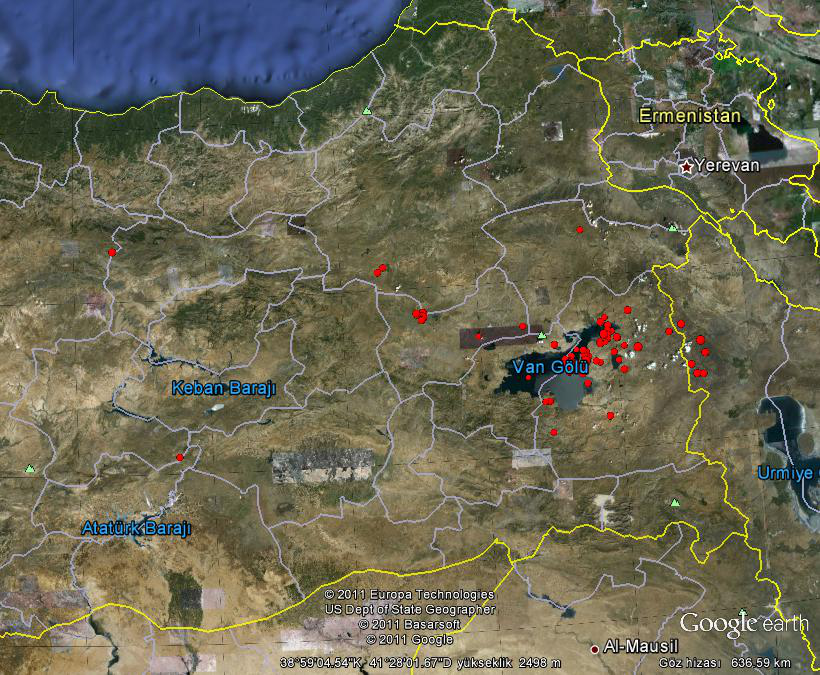 Ermenistan
Yerevan
Van Gölü
Keban Barajı
Urmiye
Atatürk Barajı
© 2011 Europa Technologies
US Dept of State Geographer
© 2011 Basarsoft
© 2011 Google
Google earth
Al-Mausil
38°59'04.54"K 41°28'01.67"D yükseklik 2498 m
Göz hizası 636.59 km